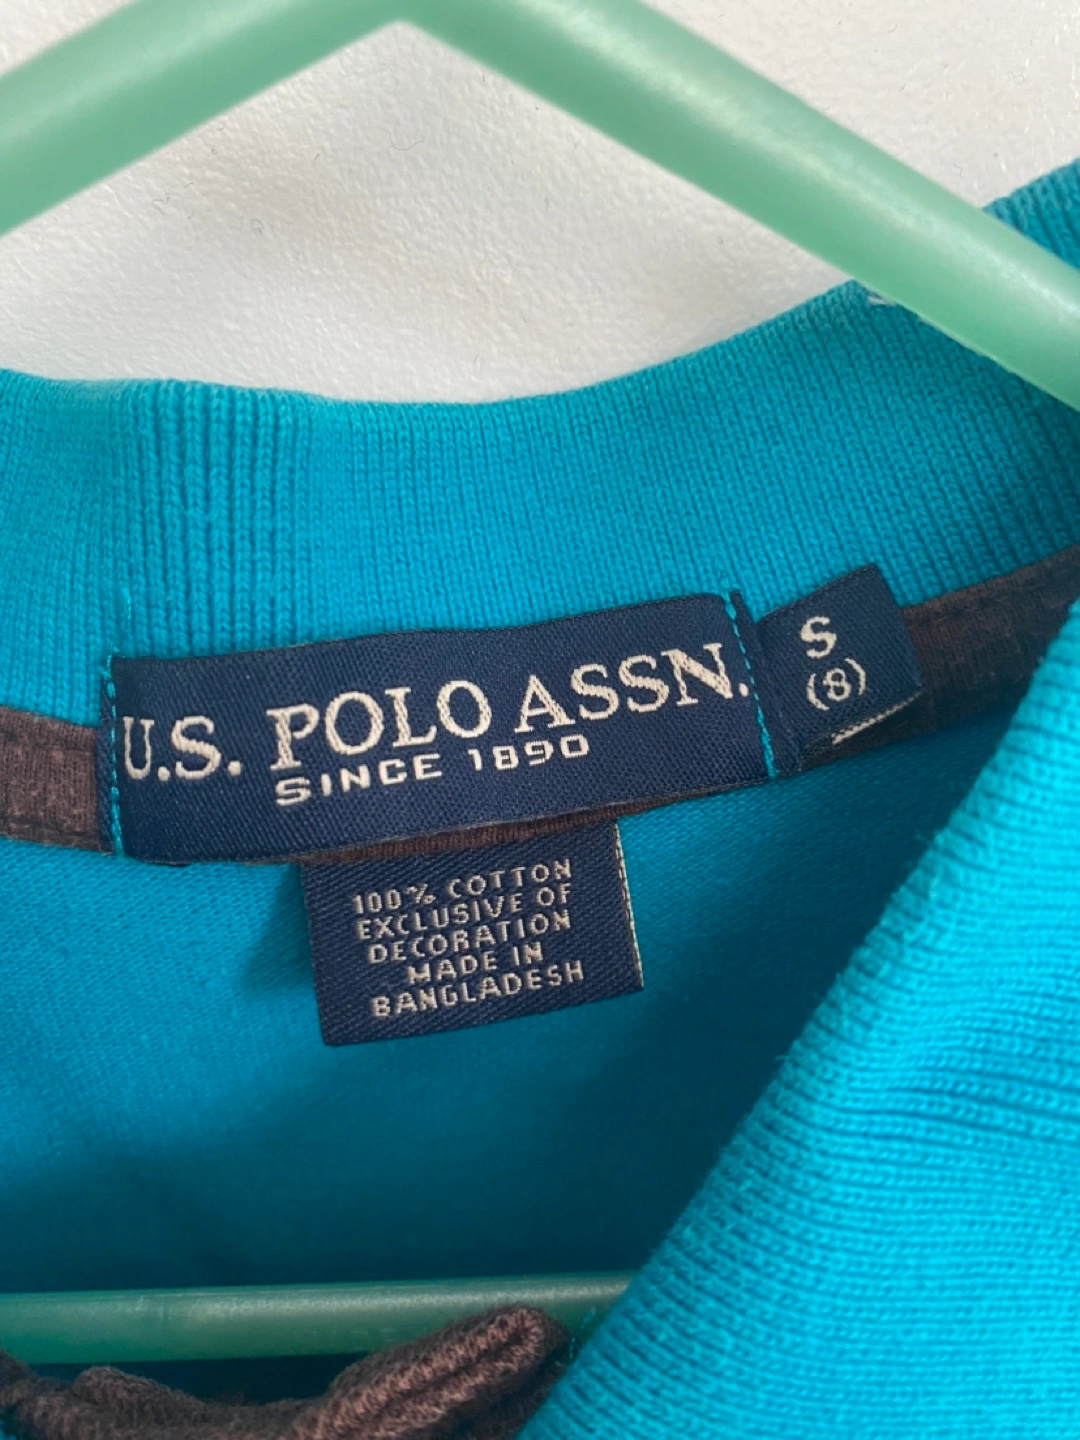 U.S. POLO ASSN.
SINCE 1890
S
(8)
100% COTTON
EXCLUSIVE OF
DECORATION
MADE IN
BANGLADESH